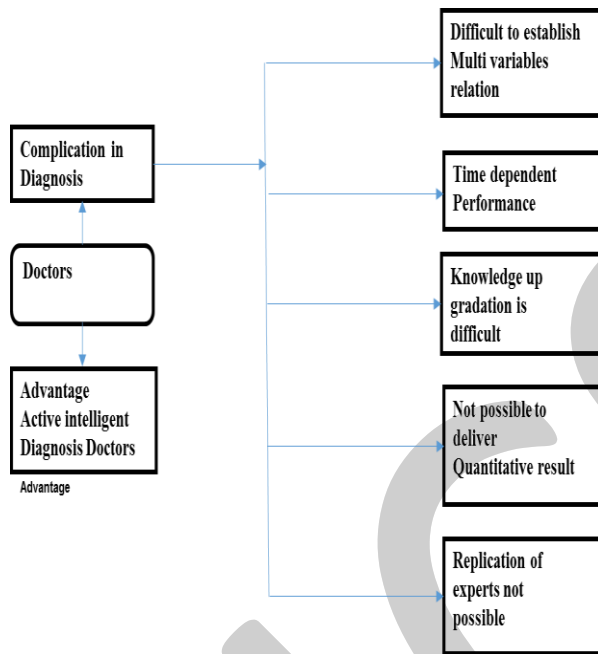 Difficult to establish
Multi variables
relation
Complication in
Diagnosis
Time dependent
Performance
Doctors
Knowledge up
gradation is
difficult
Advantage
Active intelligent
Diagnosis Doctors
Advantage
Not possible to
deliver
Quantitative result
Replication of
experts not
possible